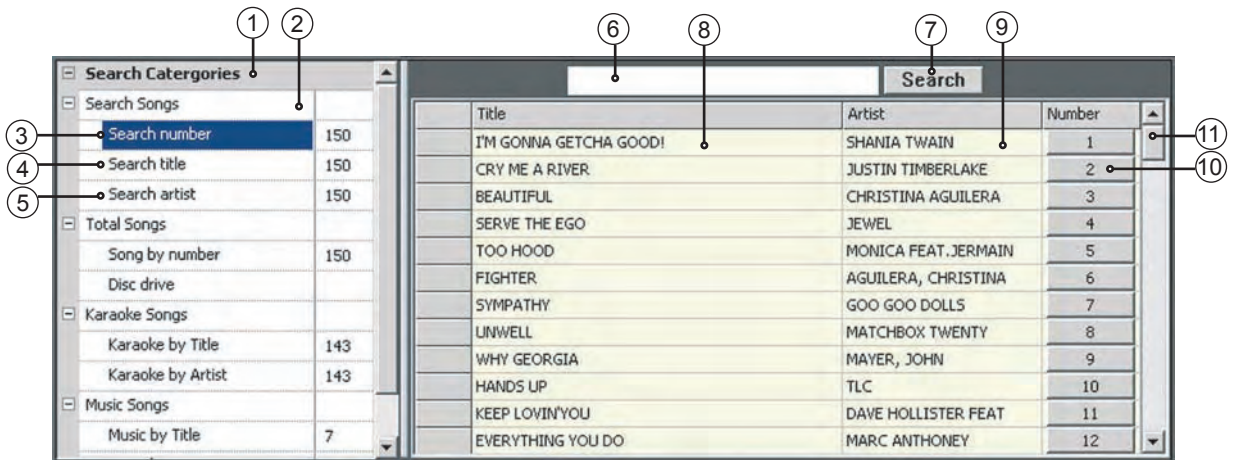 1 2 6 8 7 9
Search Catergories
Search
Search Songs
Title Artist Number
3 Search number 150
I'M GONNA GETCHA GOOD! SHANIA TWAIN 1 11
4 Search title 150
CRY ME A RIVER JUSTIN TIMBERLAKE 2 10
5 Search artist 150
BEAUTIFUL CHRISTINA AGUILERA 3
Total Songs
SERVE THE EGO JEWEL 4
Song by number 150
TOO HOOD MONICA FEAT.JERMAIN 5
Disc drive
FIGHTER AGUILERA, CHRISTINA 6
Karaoke Songs
SYMPATHY GOO GOO DOLLS 7
Karaoke by Title 143
UNWELL MATCHBOX TWENTY 8
WHY GEORGIA MAYER, JOHN 9
Karaoke by Artist 143
HANDS UP TLC 10
Music Songs
KEEP LOVIN'YOU DAVE HOLLISTER FEAT 11
Music by Title 7
EVERYTHING YOU DO MARC ANTHONEY 12